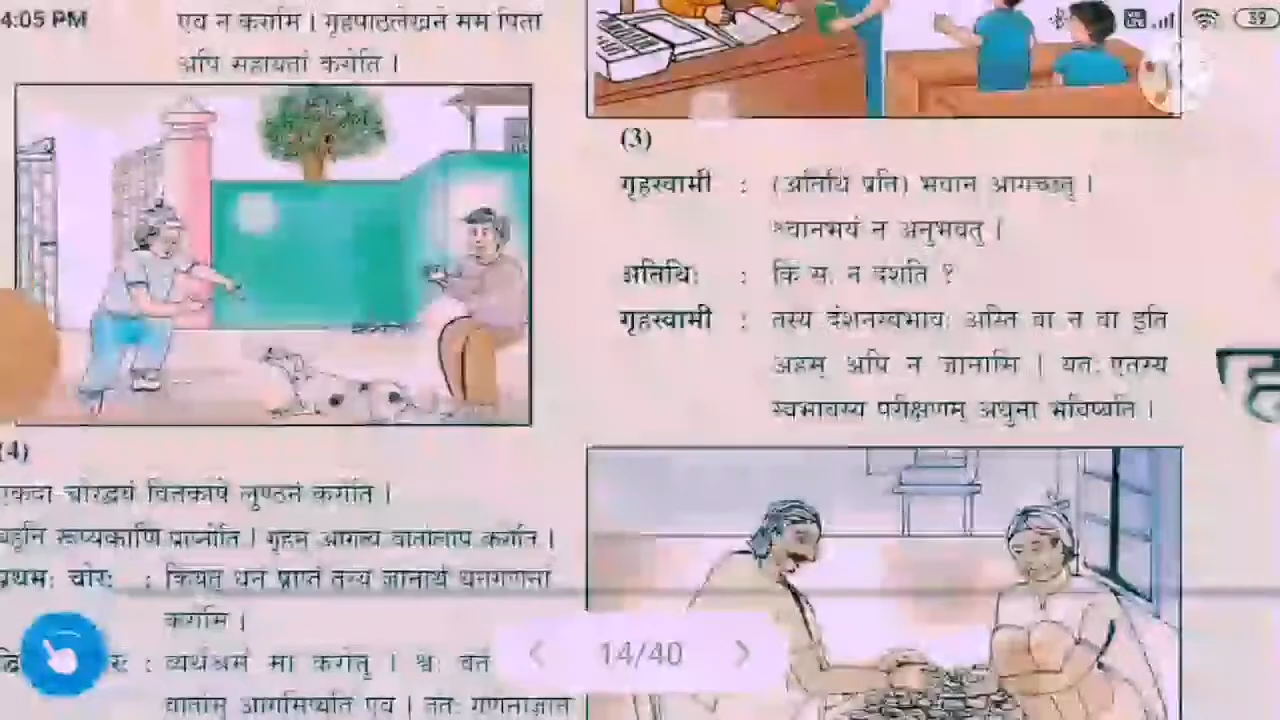 4:05 PM
39
एव न करोमि । गृहपाठलेखने मम पिता
अपि सहायतां करोति ।
(4)
एकदा चोरद्वयं वित्तकोषे लुण्ठनं करोति ।
बहूनि रूप्यकाणि प्राप्नोति । गृहम् आगत्य वार्तालापं करोति ।
प्रथमः चोरः : कियत् धनं प्राप्तं तस्य ज्ञानार्थं धनगणनां
करोमि ।
रः : व्यर्थश्रमं मा करोतु । श्वः
आगमिष्यति एव । ततः
(3)
गृहस्वामी : (अतिथिं प्रति) भवान् आगच्छतु ।
श्वानभयं न अनुभवतु ।
अतिथिः : किं सः न दशति ?
गृहस्वामी : तस्य दंशनस्वभावः अस्ति वा न वा इति
अहम् अपि न जानामि । यतः एतस्य
स्वभावस्य परीक्षणम् अधुना भविष्यति ।
14/40